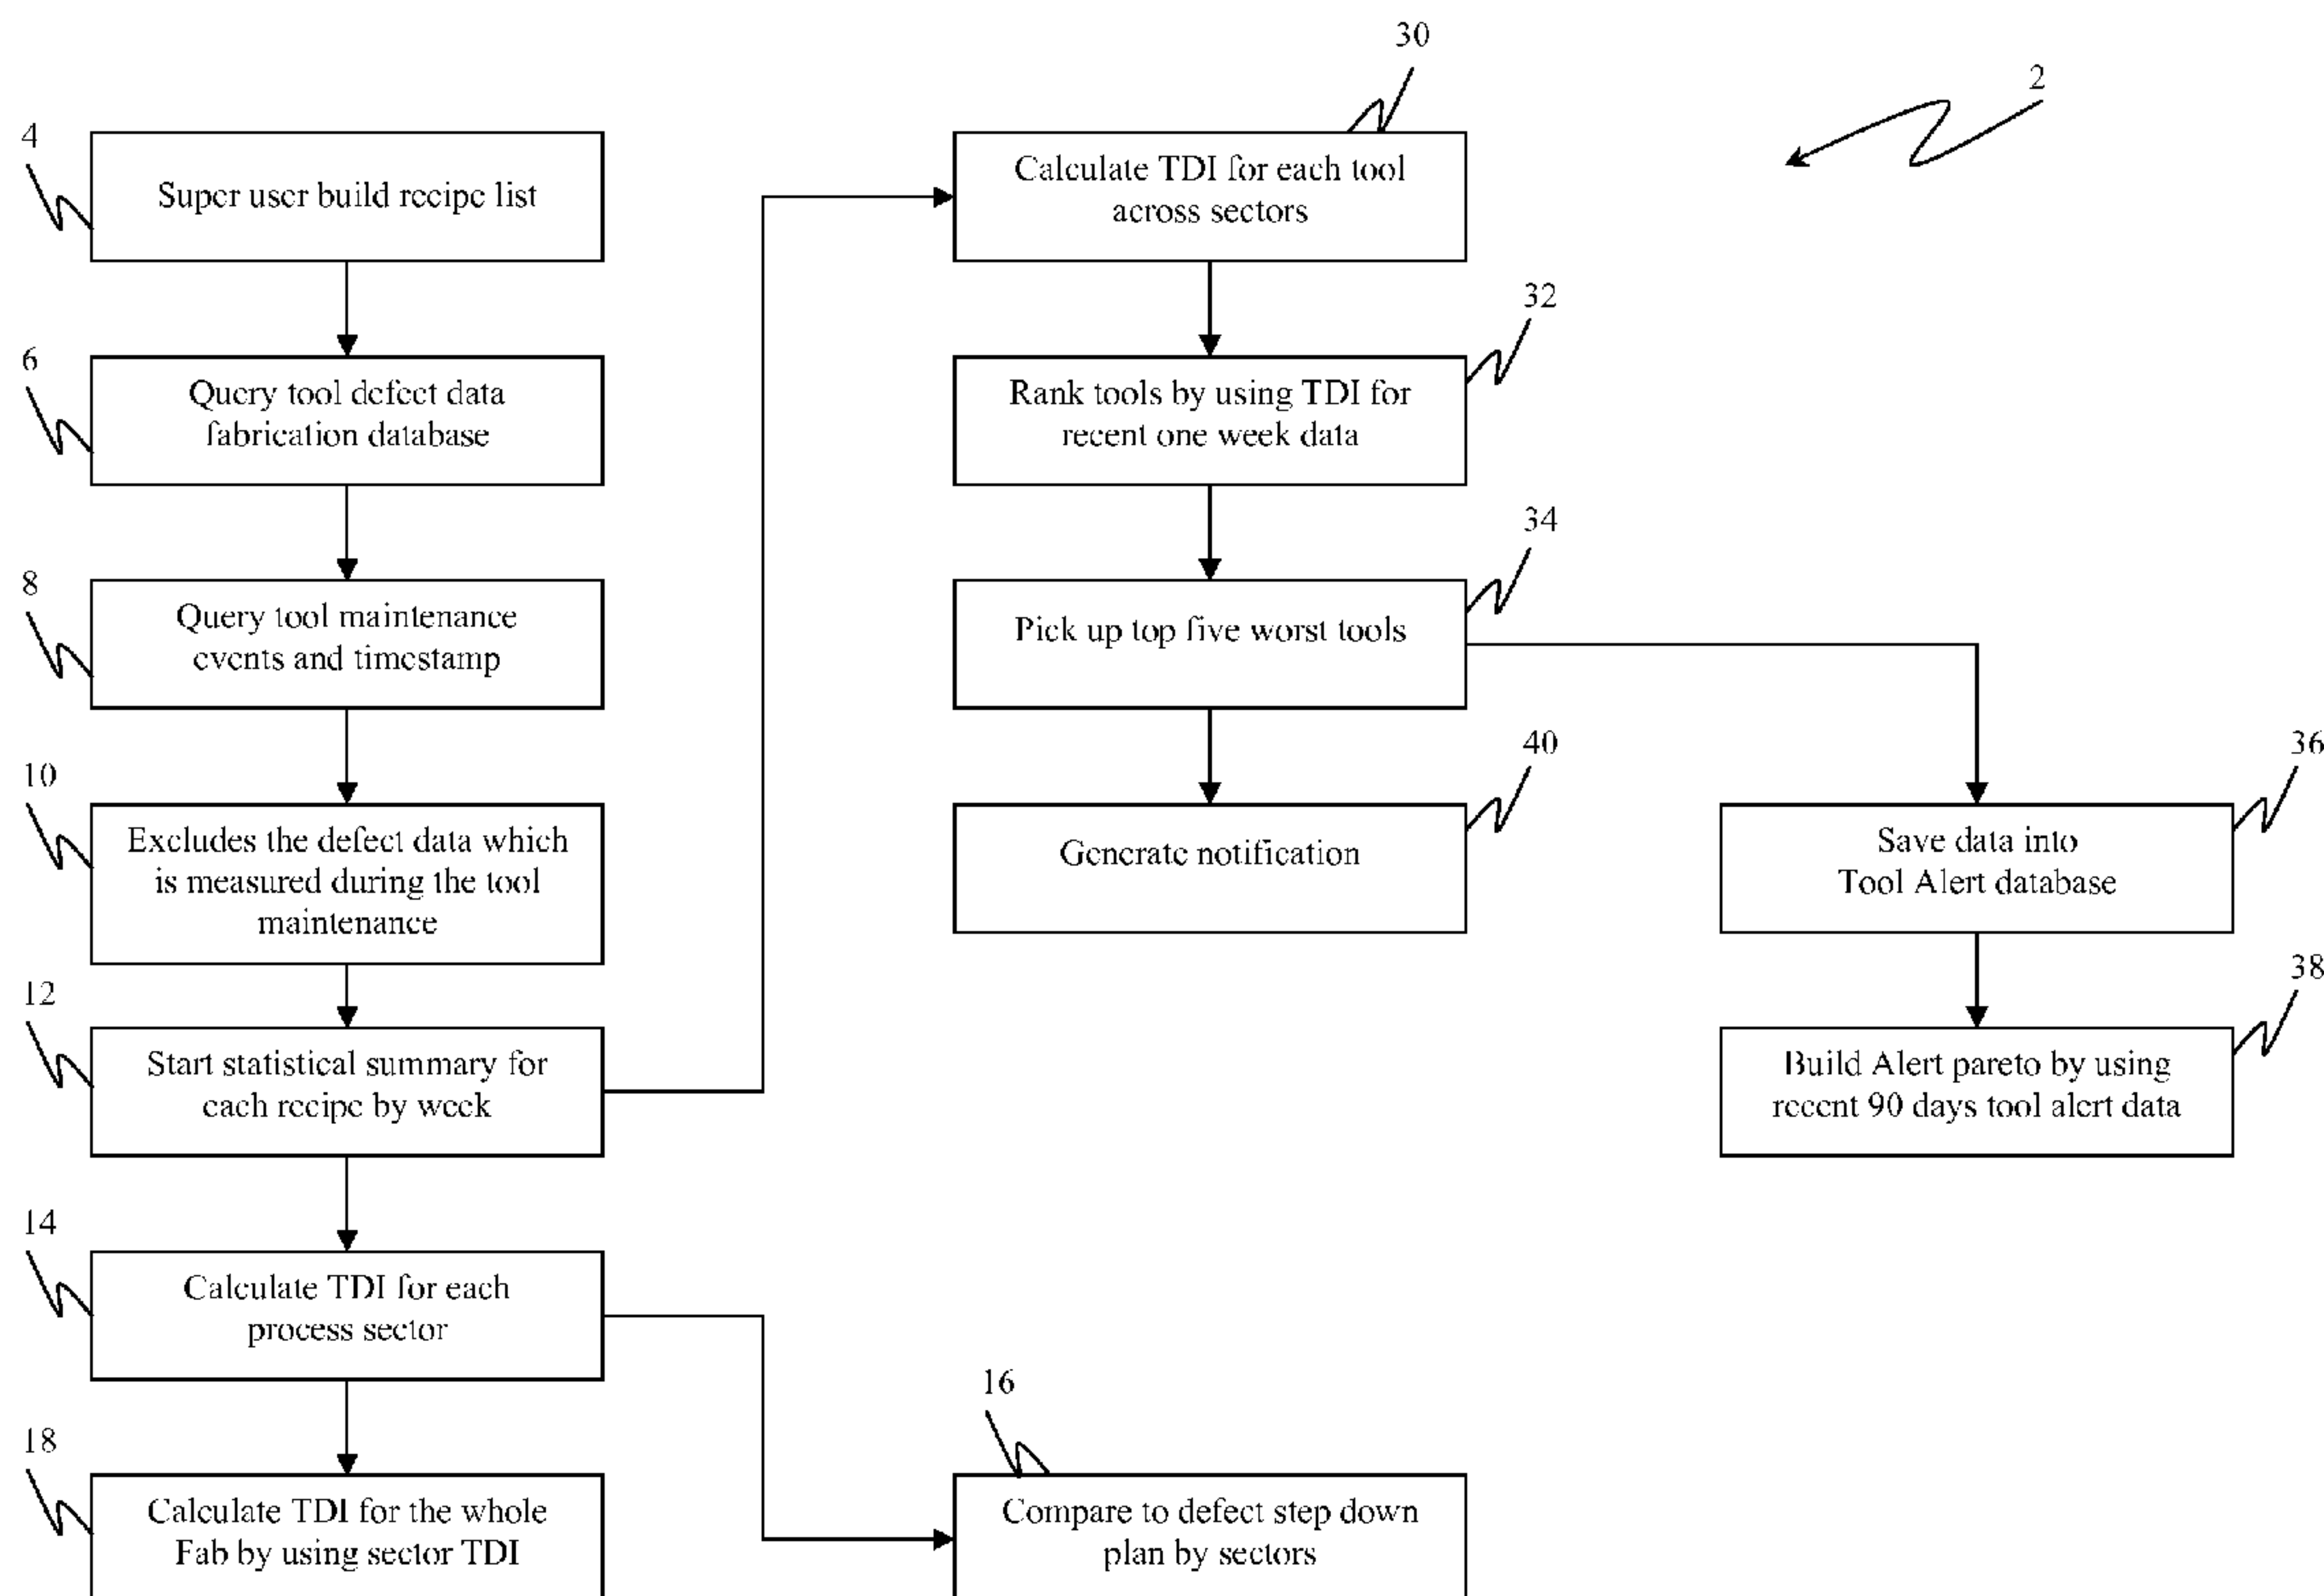 4
Super user build recipe list
6
Query tool defect data
fabrication database
8
Query tool maintenance
events and timestamp
10
Excludes the defect data which
is measured during the tool
maintenance
12
Start statistical summary for
each recipe by week
14
Calculate TDI for each
process sector
18
Calculate TDI for the whole
Fab by using sector TDI
30
Calculate TDI for each tool
across sectors
32
Rank tools by using TDI for
recent one week data
34
Pick up top five worst tools
40
Generate notification
16
Compare to defect step down
plan by sectors
2
36
Save data into
Tool Alert database
38
Build Alert pareto by using
recent 90 days tool alert data